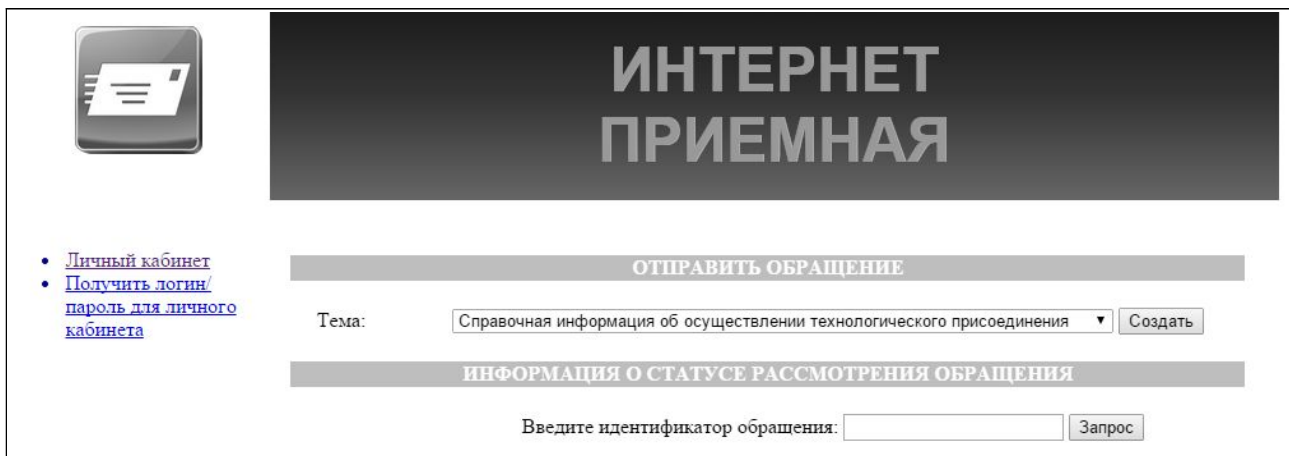 ИНТЕРНЕТ
ПРИЕМНАЯ
Личный кабинет
Получить логин/
пароль для личного
кабинета
ОТПРАВИТЬ ОБРАЩЕНИЕ
Тема: Справочная информация об осуществлении технологического присоединения Создать
ИНФОРМАЦИЯ О СТАТУСЕ РАССМОТРЕНИЯ ОБРАЩЕНИЯ
Введите идентификатор обращения: Запрос